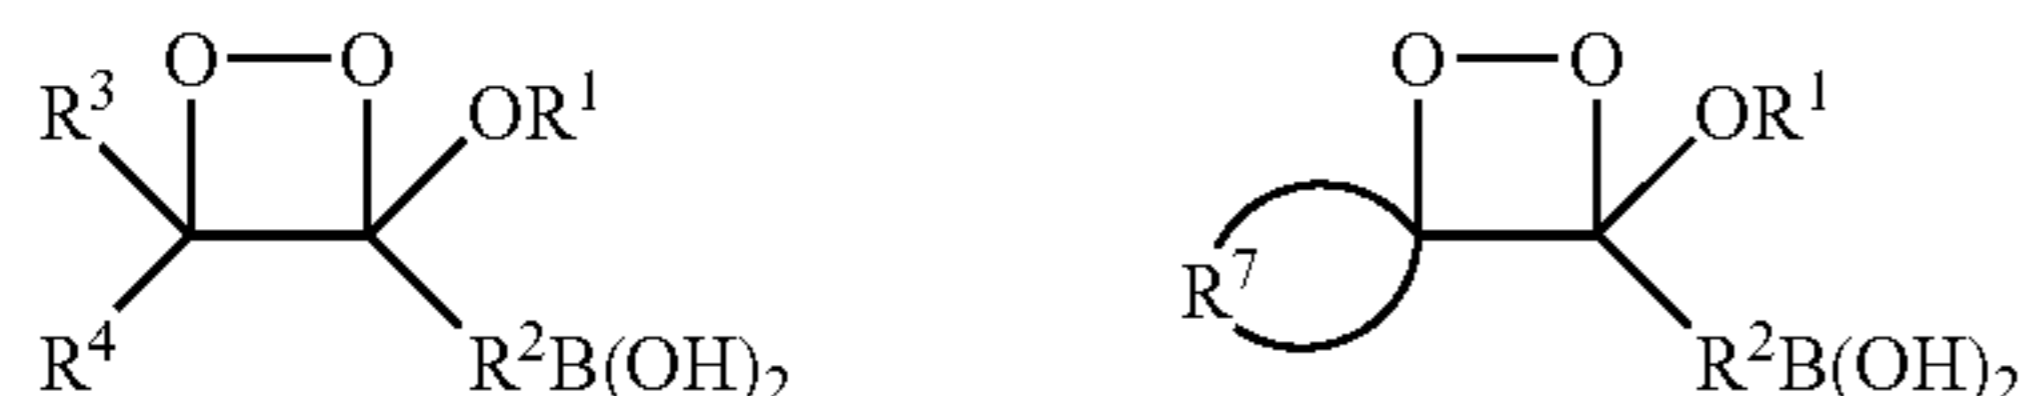 O—O O—O
R³ OR¹ OR¹
R⁷
R⁴ R²B(OH)₂ R²B(OH)₂